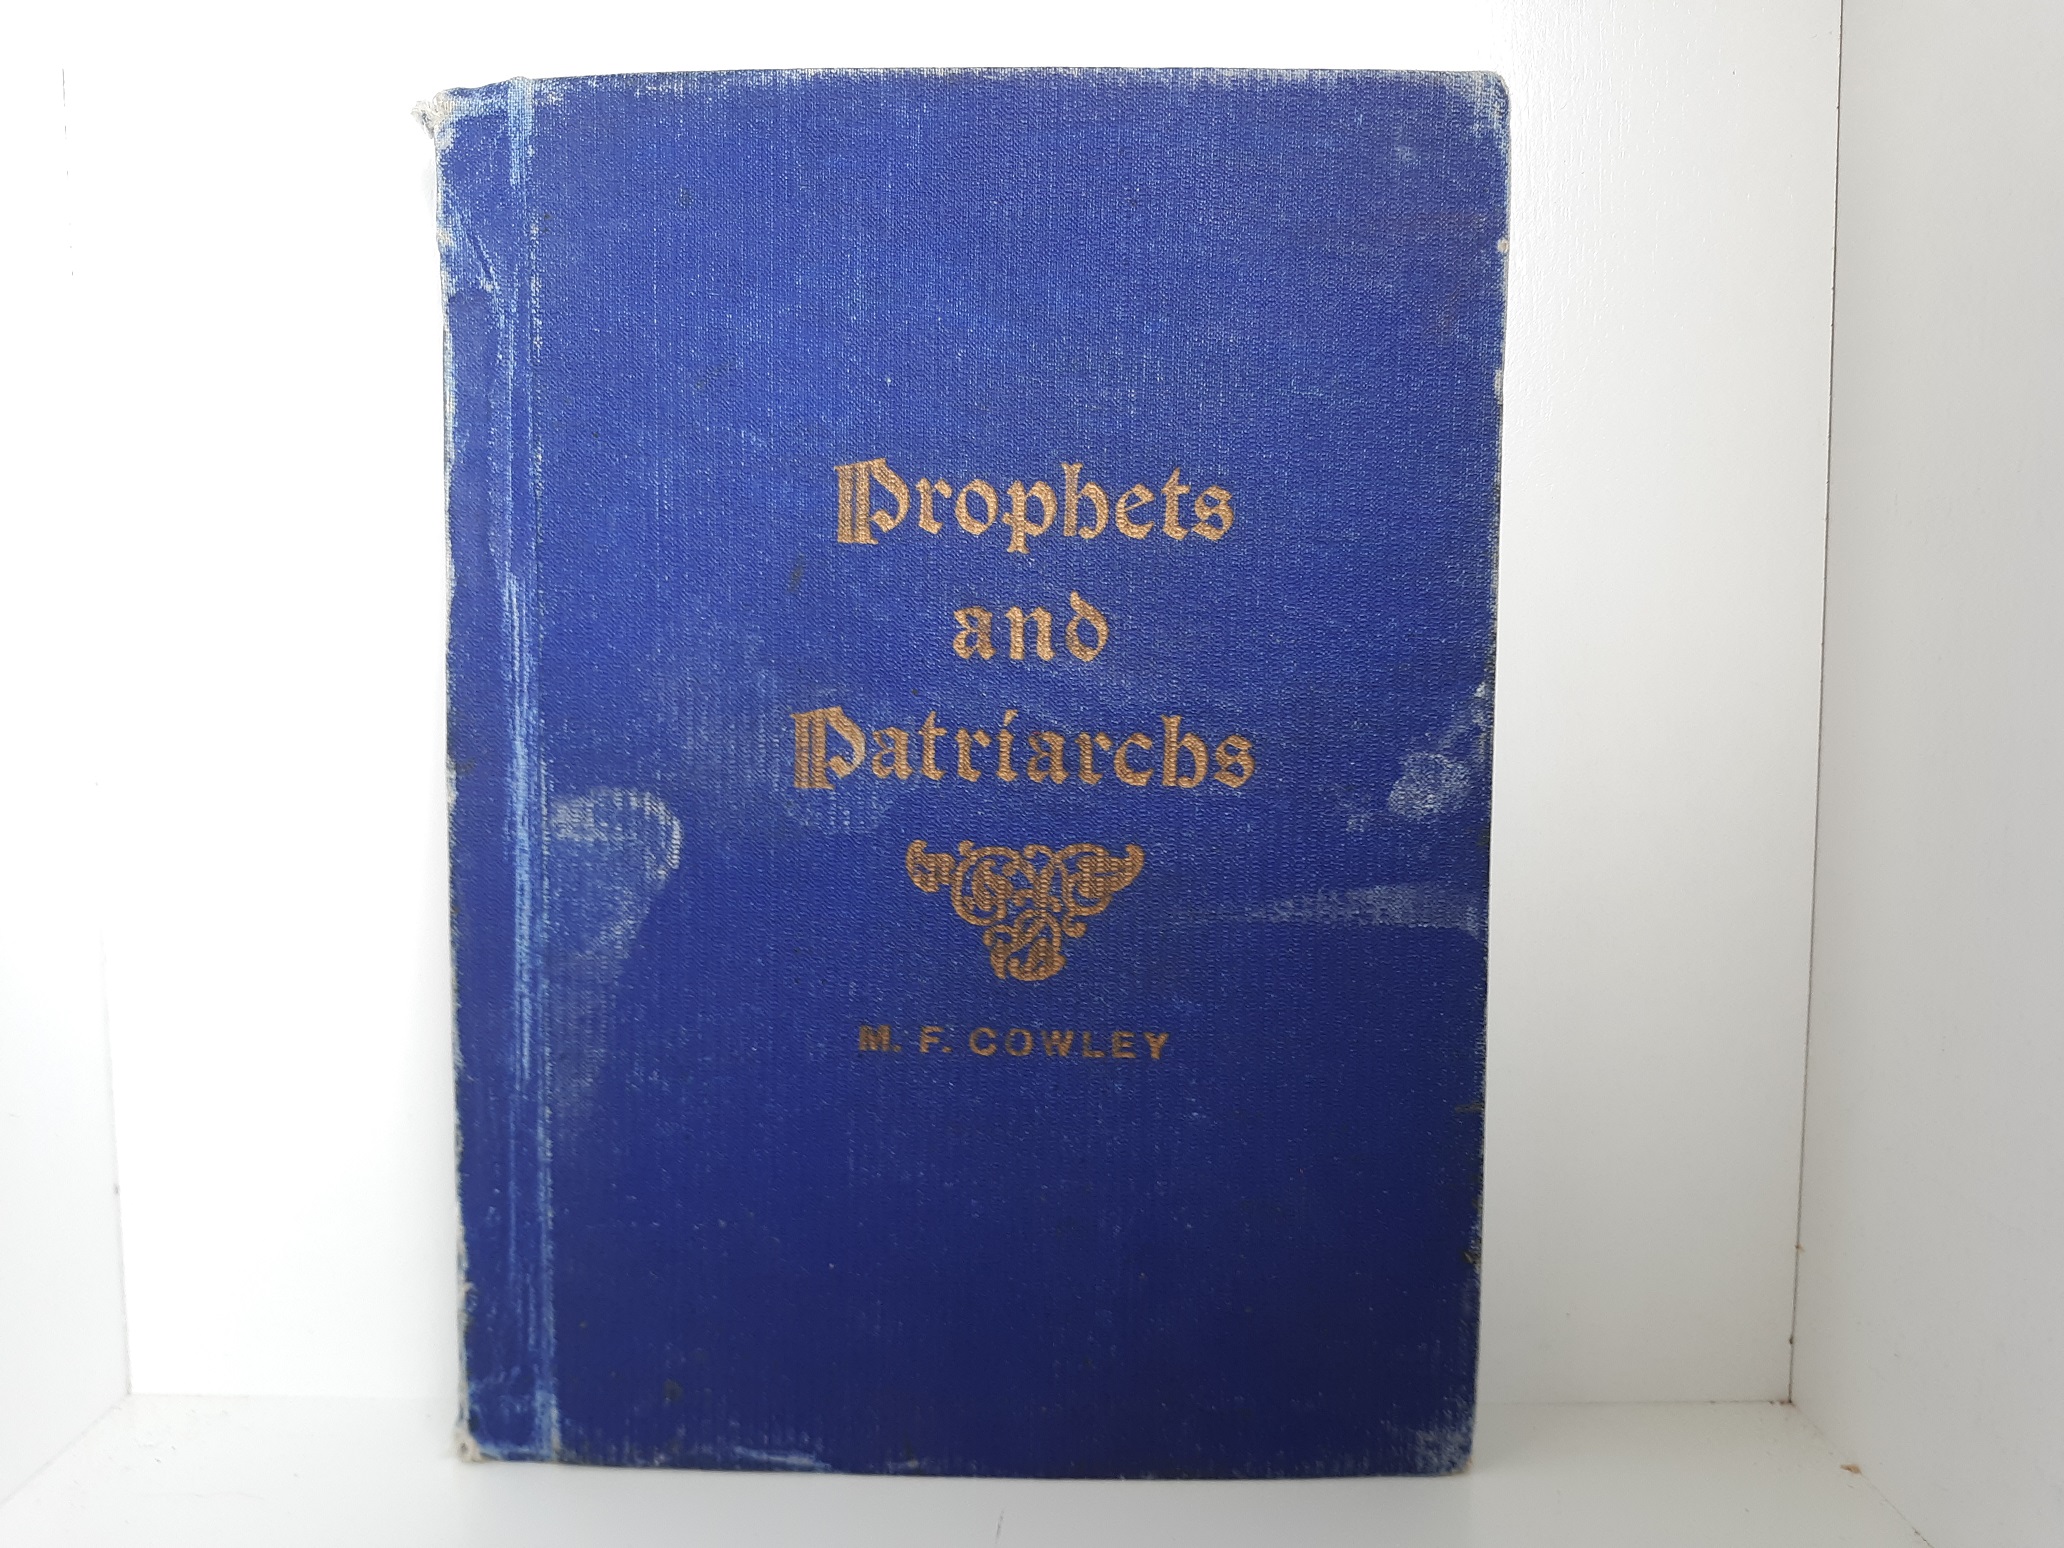 Prophets
and
Patriarchs
M. F. COWLEY